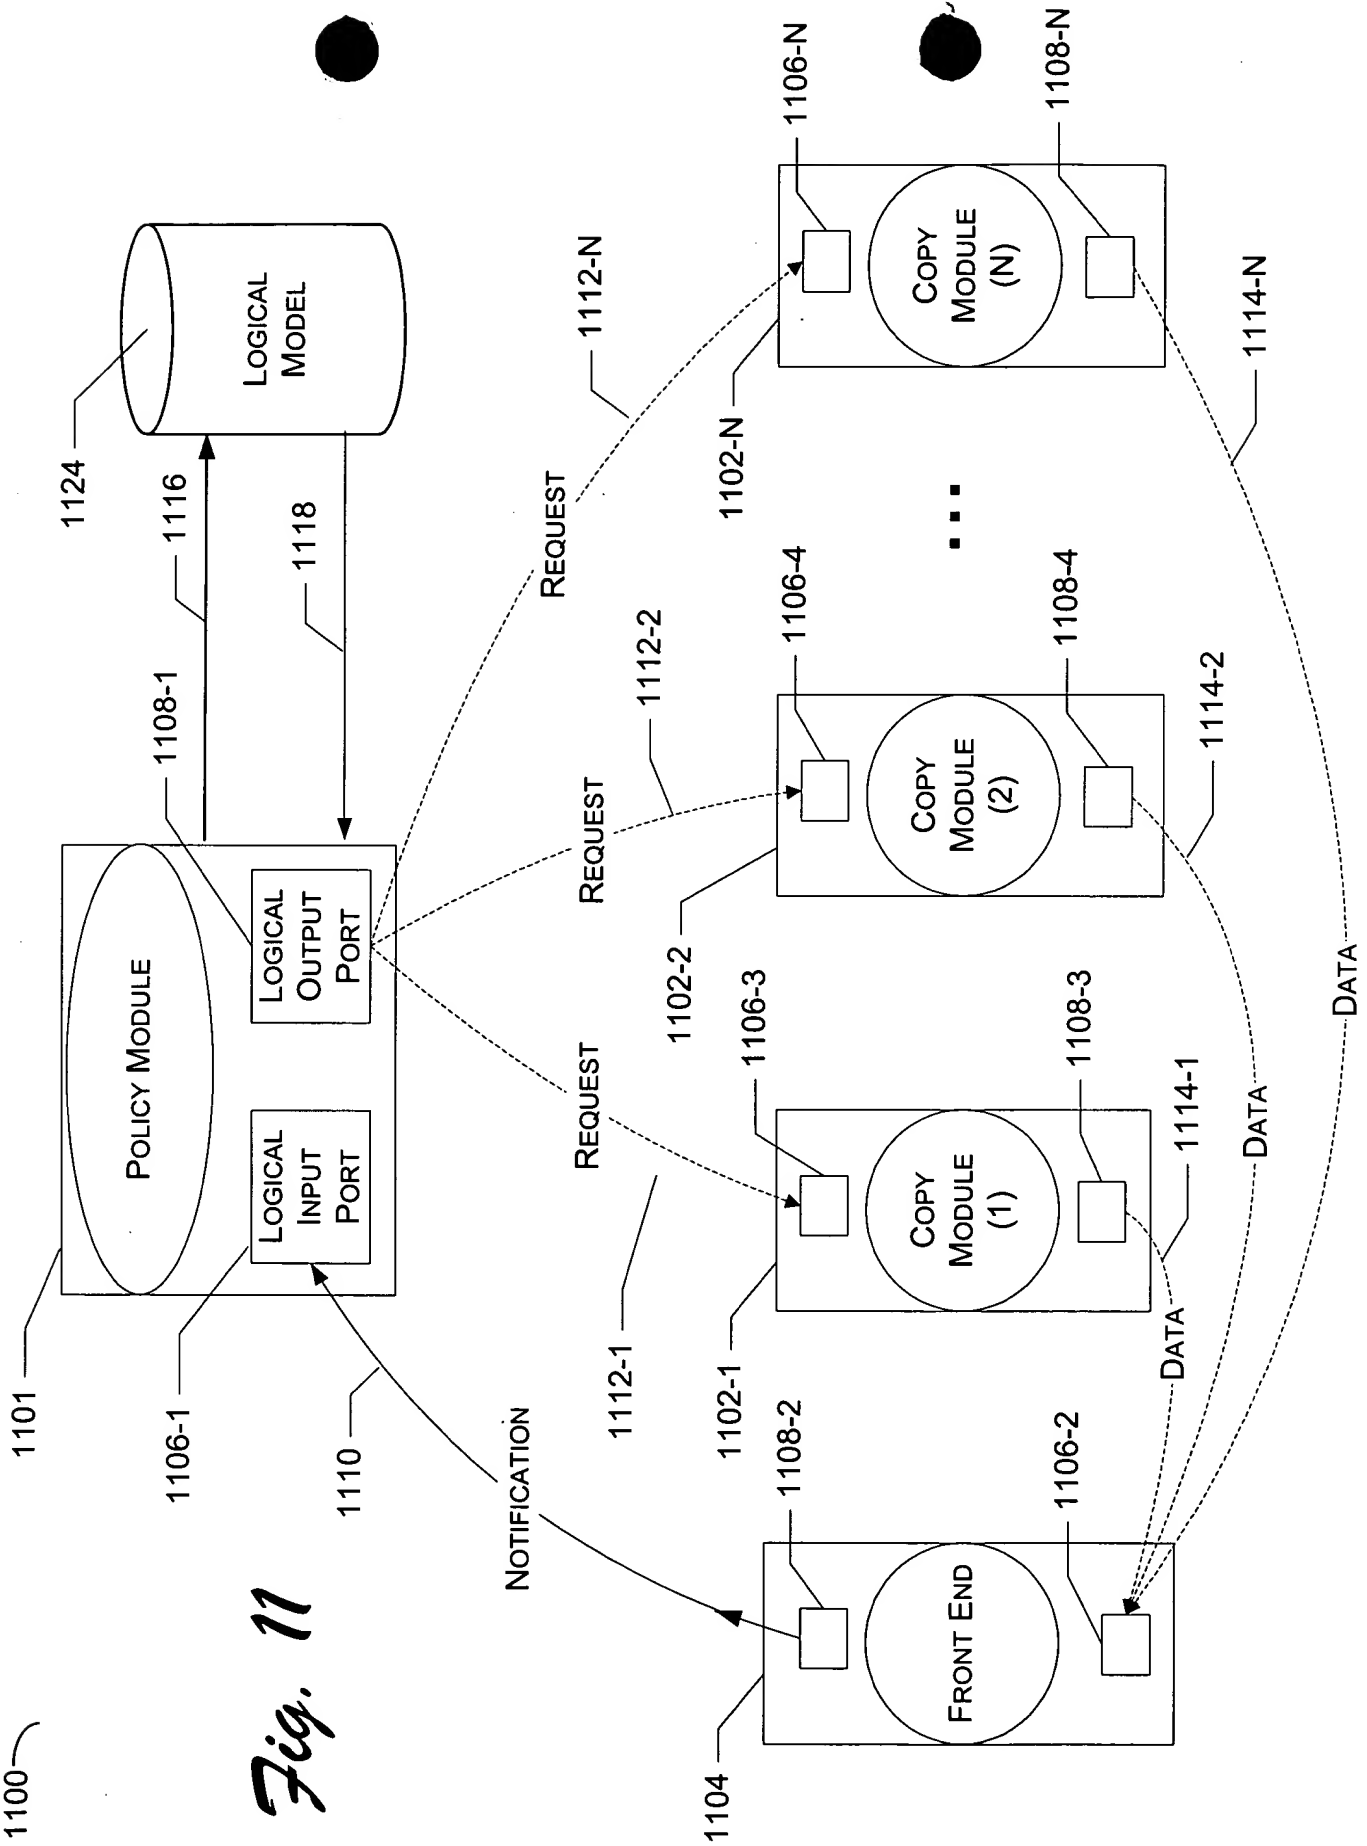 1100
Fig. 11
1101
POLICY MODULE
1106-1
LOGICAL
INPUT
PORT
1108-1
LOGICAL
OUTPUT
PORT
1116
1118
1124
LOGICAL
MODEL
1110
NOTIFICATION
REQUEST
1112-1
REQUEST
1112-2
REQUEST
1112-N
1104
1108-2
FRONT END
1106-2
1102-1
1106-3
COPY
MODULE
(1)
1108-3
1102-2
1106-4
COPY
MODULE
(2)
1108-4
...
1102-N
1106-N
COPY
MODULE
(N)
1108-N
DATA
1114-1
DATA
1114-2
DATA
1114-N